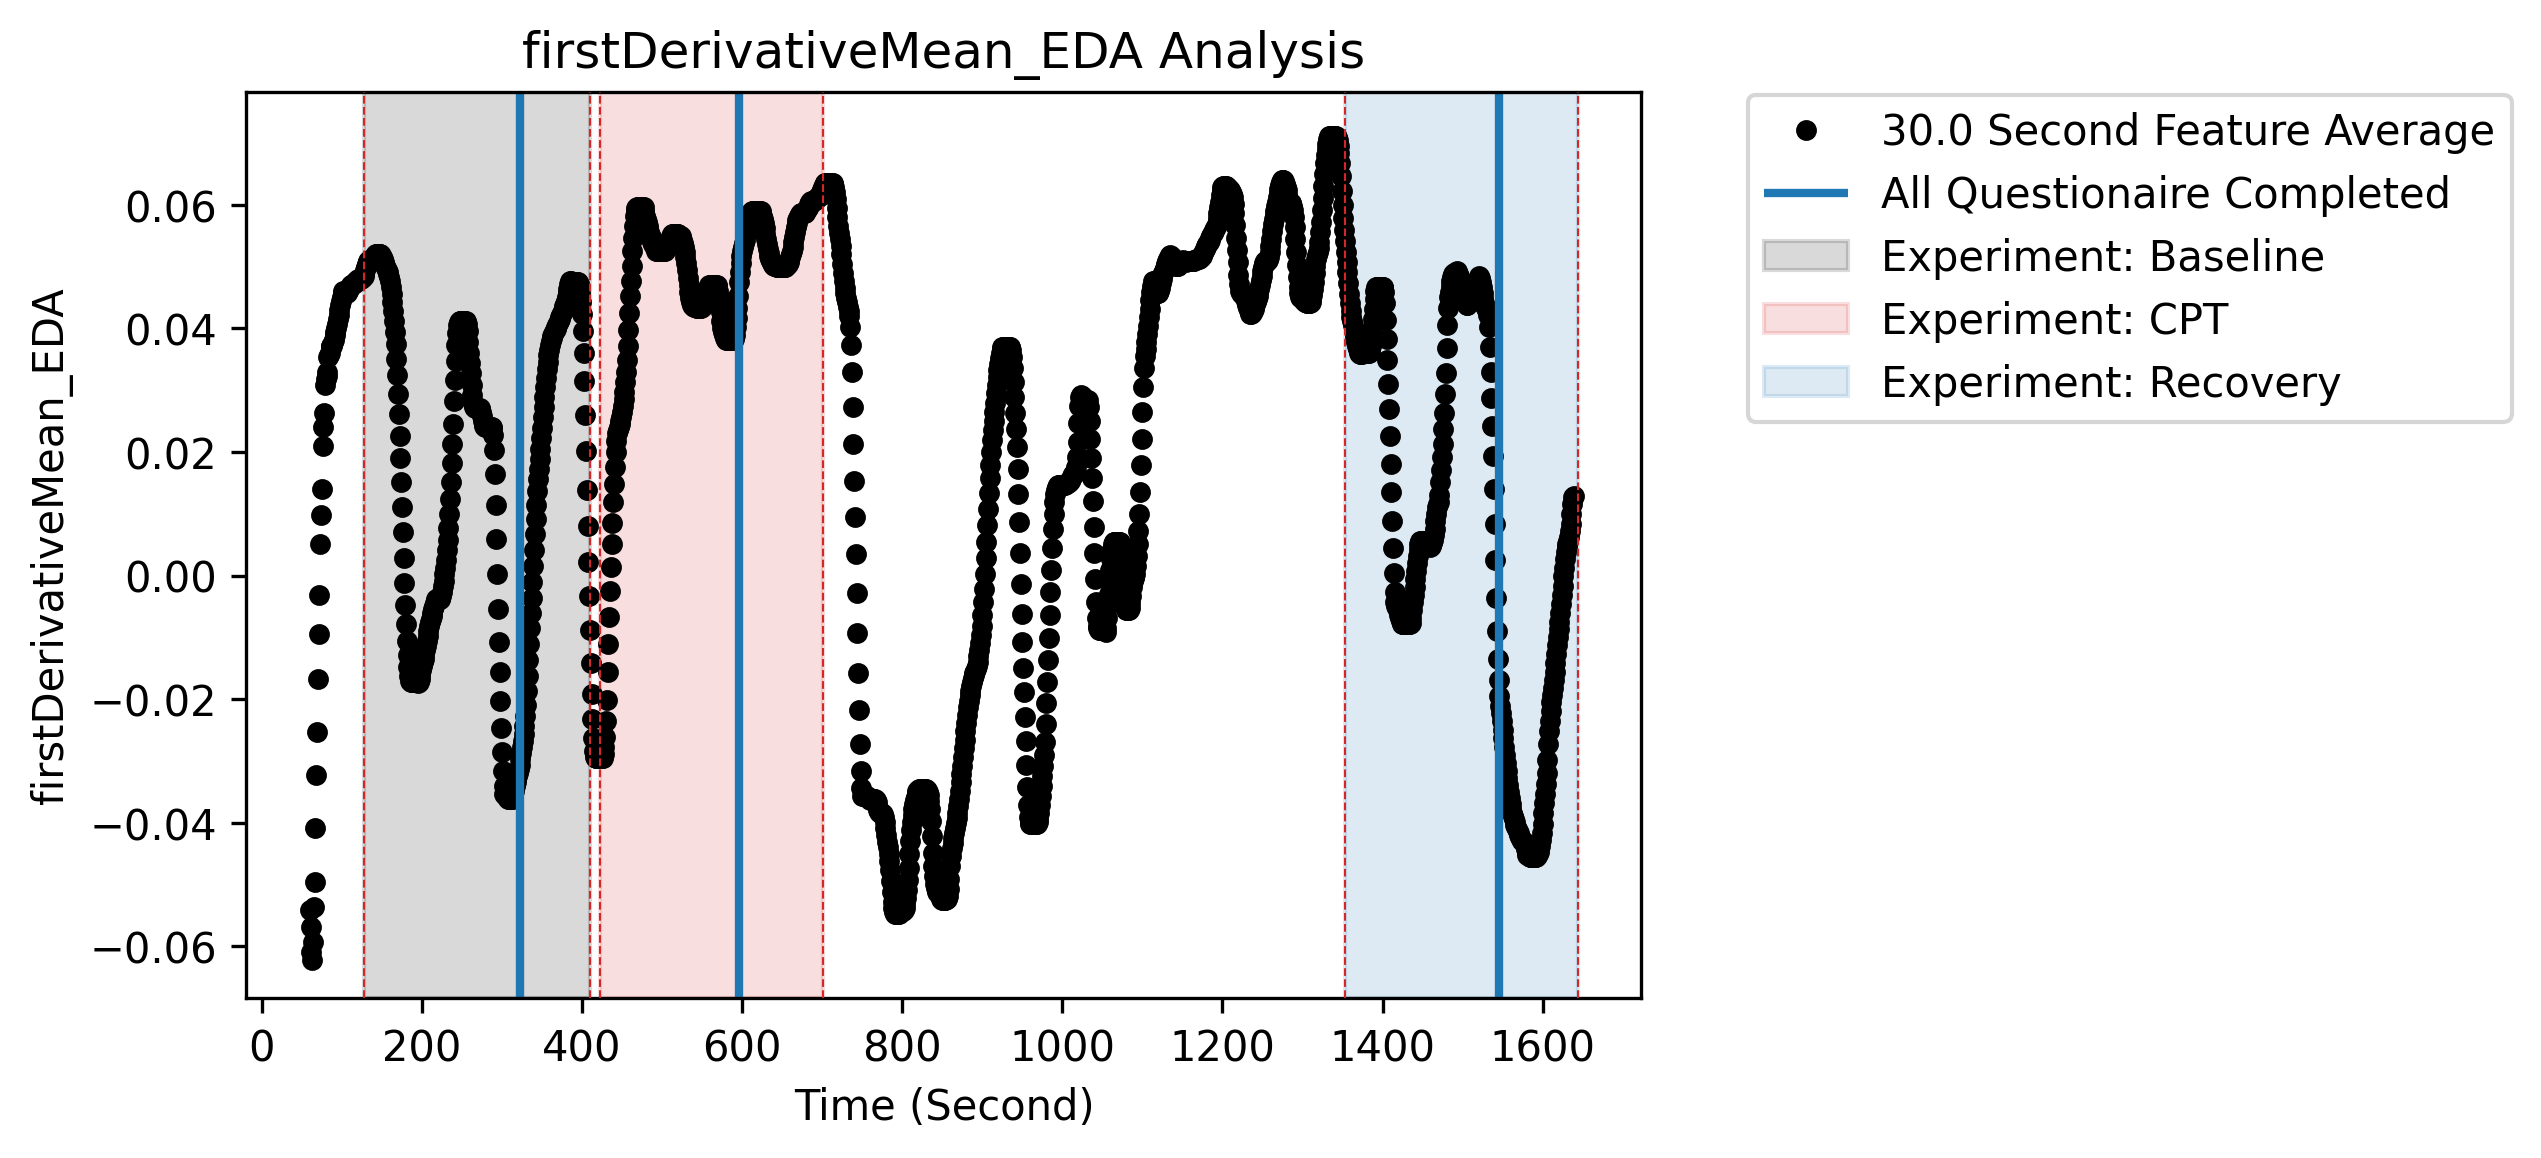 firstDerivativeMean_EDA Analysis
firstDerivativeMean_EDA
0.06
0.04
0.02
0.00
−0.02
−0.04
−0.06
0 200 400 600 800 1000 1200 1400 1600
Time (Second)
30.0 Second Feature Average
All Questionaire Completed
Experiment: Baseline
Experiment: CPT
Experiment: Recovery